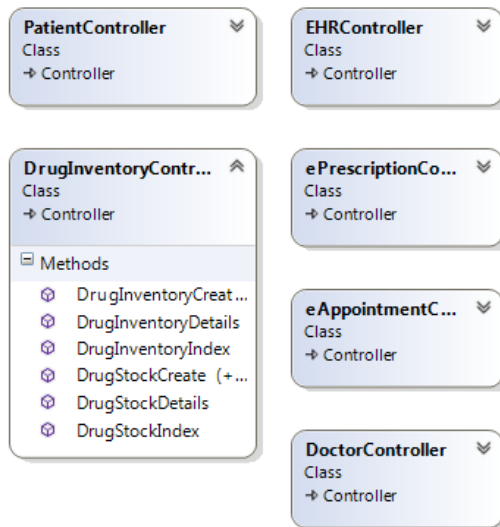 PatientController
Class
Controller
DrugInventoryContr...
Class
Controller
Methods
DrugInventoryCreat...
DrugInventoryDetails
DrugInventoryIndex
DrugStockCreate (+...
DrugStockDetails
DrugStockIndex
EHRController
Class
Controller
ePrescriptionCo...
Class
Controller
eAppointmentC...
Class
Controller
DoctorController
Class
Controller